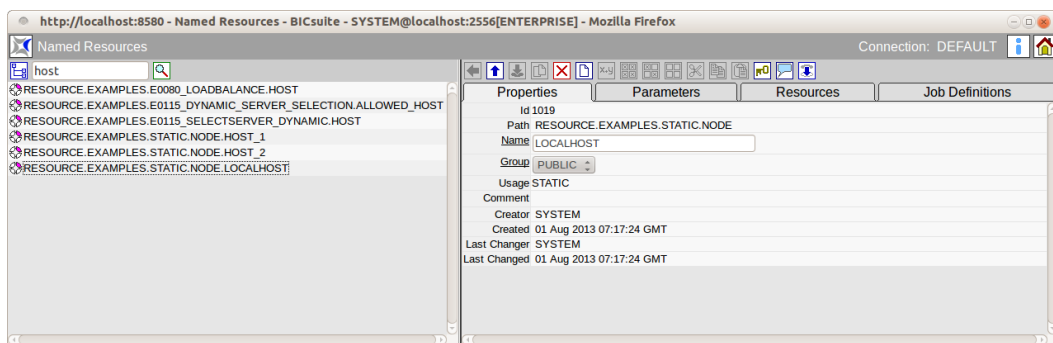 http://localhost:8580 - Named Resources - BICsuite - SYSTEM@localhost:2556[ENTERPRISE] - Mozilla Firefox
Named Resources
Connection: DEFAULT
host
RESOURCE.EXAMPLES.E0080_LOADBALANCE.HOST
RESOURCE.EXAMPLES.E0115_DYNAMIC_SERVER_SELECTION.ALLOWED_HOST
RESOURCE.EXAMPLES.E0115_SELECTSERVER_DYNAMIC.HOST
RESOURCE.EXAMPLES.STATIC.NODE.HOST_1
RESOURCE.EXAMPLES.STATIC.NODE.HOST_2
RESOURCE.EXAMPLES.STATIC.NODE.LOCALHOST
x,y
Properties Parameters Resources Job Definitions
Id 1019
Path RESOURCE.EXAMPLES.STATIC.NODE
Name LOCALHOST
Group PUBLIC
Usage STATIC
Comment
Creator SYSTEM
Created 01 Aug 2013 07:17:24 GMT
Last Changer SYSTEM
Last Changed 01 Aug 2013 07:17:24 GMT